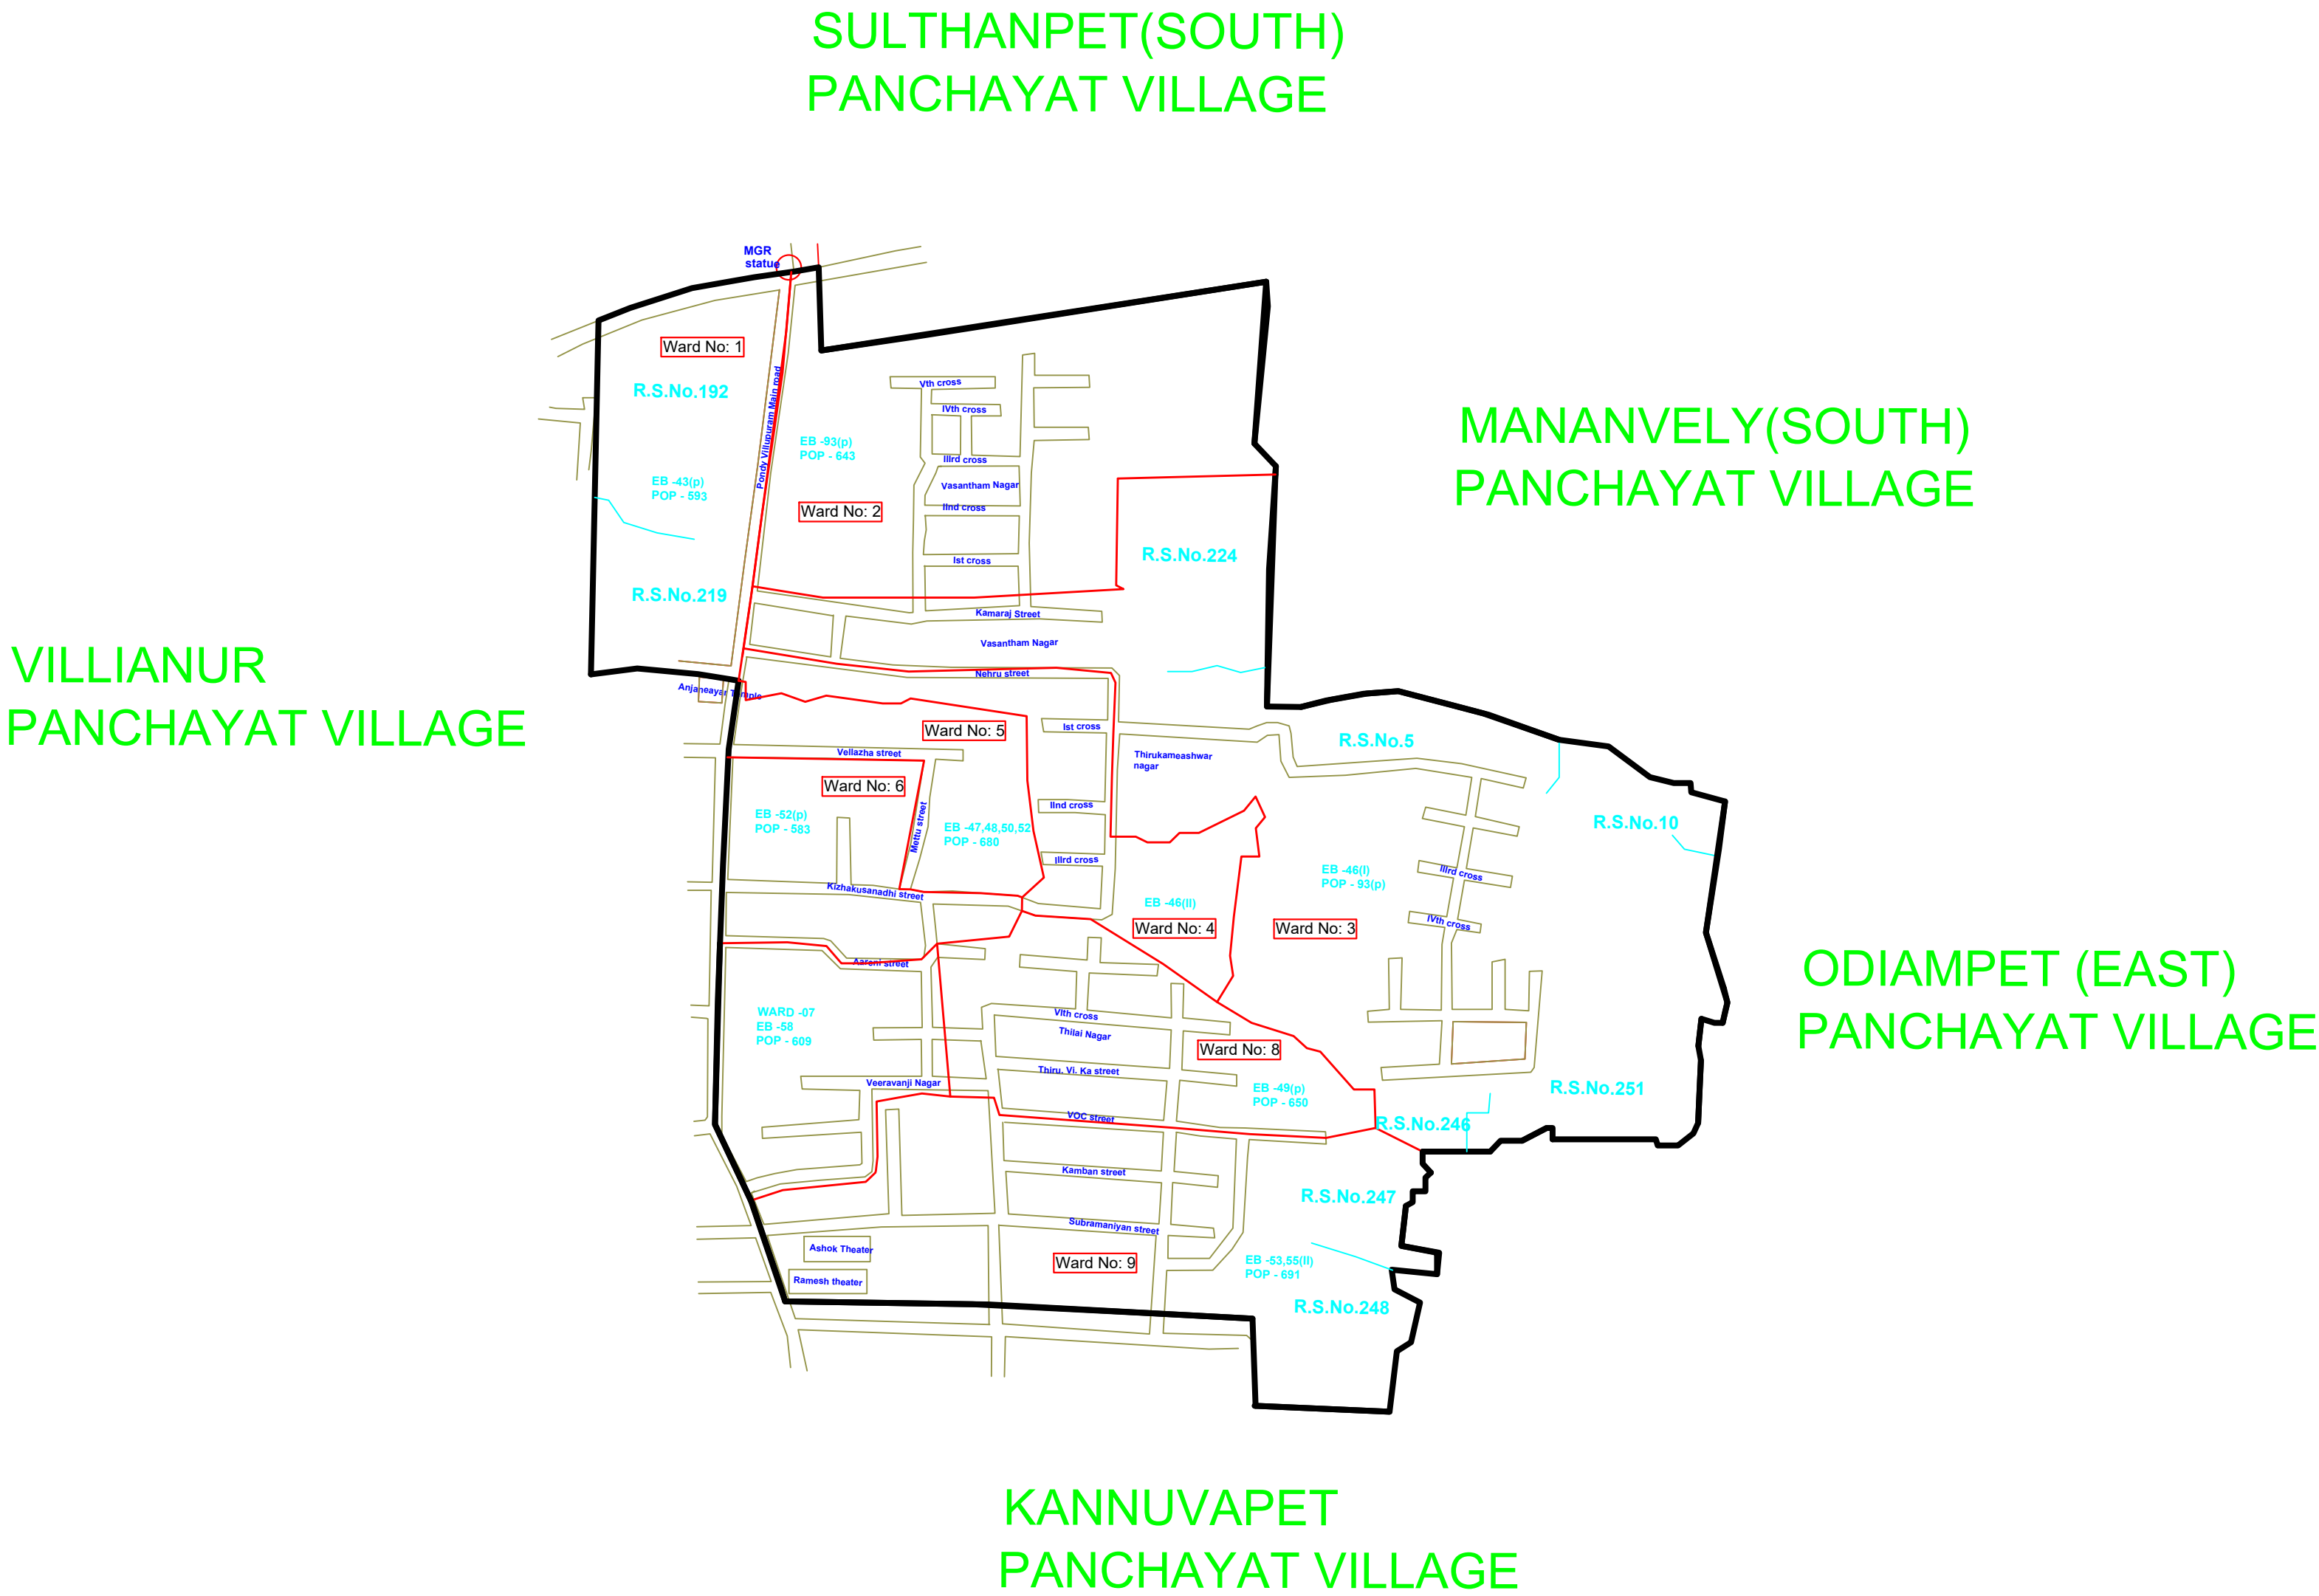 SULTHANPET(SOUTH)
PANCHAYAT VILLAGE
MGR
statue
Ward No: 1
R.S.No.192
Pondy Villupuram Main road
EB -93(p)
POP - 643
EB -43(p)
POP - 593
Ward No: 2
Vth cross
IVth cross
IIIrd cross
Vasantham Nagar
IInd cross
Ist cross
R.S.No.224
MANANVELY(SOUTH)
PANCHAYAT VILLAGE
R.S.No.219
Kamaraj Street
Vasantham Nagar
Nehru street
VILLIANUR
PANCHAYAT VILLAGE
Anjaneayar Temple
Ward No: 5
Ist cross
Vellazha street
Thirukameashwar
nagar
R.S.No.5
Ward No: 6
EB -52(p)
POP - 583
Mettu street
EB -47,48,50,52
POP - 680
IInd cross
R.S.No.10
IIIrd cross
EB -46(I)
POP - 93(p)
IIIrd cross
Kizhakusanadhi street
EB -46(II)
Ward No: 4
Ward No: 3
IVth cross
Aaroni street
ODIAMPET (EAST)
PANCHAYAT VILLAGE
WARD -07
EB -58
POP - 609
VIth cross
Thilai Nagar
Ward No: 8
Thiru. Vi. Ka street
Veeravanji Nagar
EB -49(p)
POP - 650
R.S.No.251
VOC street
R.S.No.246
Kamban street
R.S.No.247
Subramaniyan street
Ashok Theater
Ward No: 9
EB -53,55(II)
POP - 691
Ramesh theater
R.S.No.248
KANNUVAPET
PANCHAYAT VILLAGE